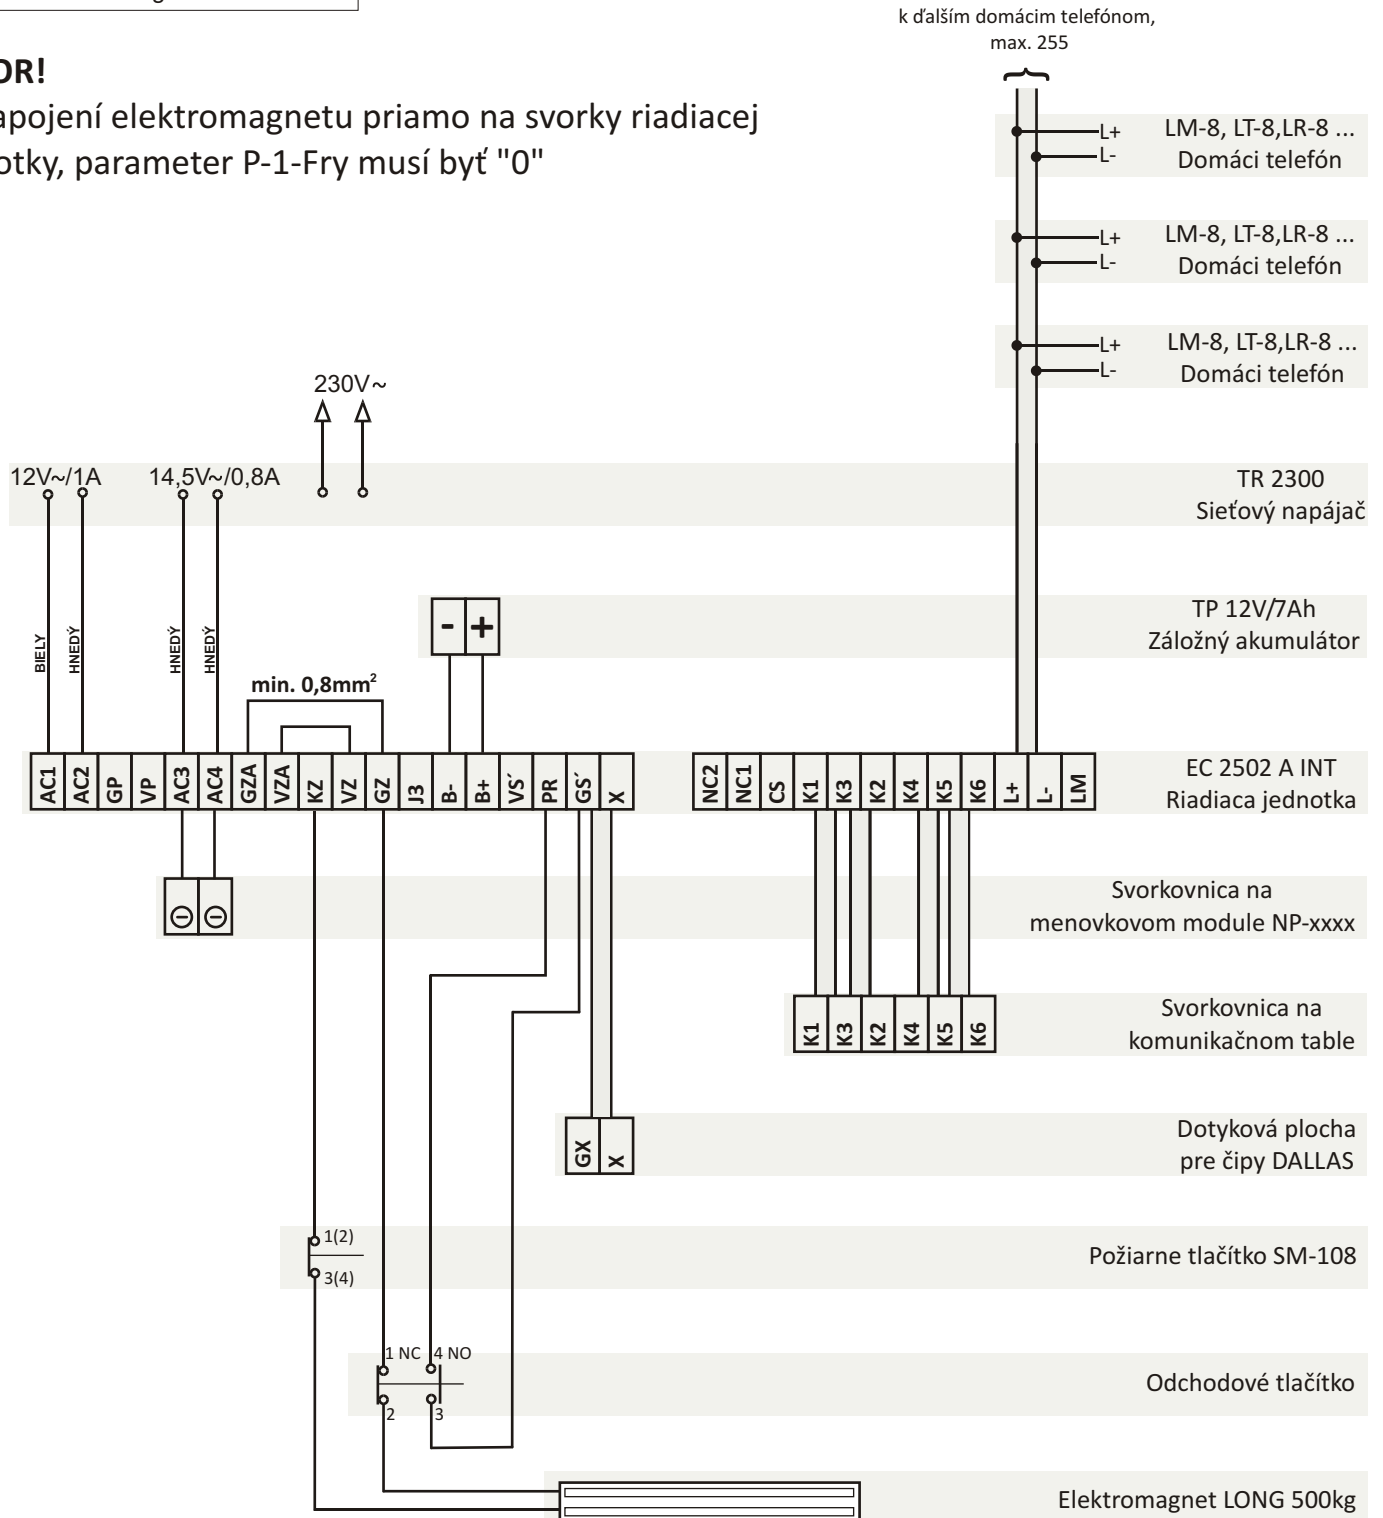 k ďalším domácim telefónom,
max. 255
OR!
apojení elektromagnetu priamo na svorky riadiacej
otky, parameter P-1-Fry musí byť "0"
L+
L-
LM-8, LT-8,LR-8 ...
Domáci telefón
L+
L-
LM-8, LT-8,LR-8 ...
Domáci telefón
L+
L-
LM-8, LT-8,LR-8 ...
Domáci telefón
230V~
12V~/1A
14,5V~/0,8A
TR 2300
Sieťový napájač
BIELY
HNEDÝ
HNEDÝ
HNEDÝ
- +
TP 12V/7Ah
Záložný akumulátor
min. 0,8mm²
AC1 AC2 GP VP AC3 AC4 GZA VZA KZ VZ GZ J3 B- B+ VS´ PR GS´ X
NC2 NC1 CS K1 K3 K2 K4 K5 K6 L+ L- LM
EC 2502 A INT
Riadiaca jednotka
Svorkovnica na
menovkovom module NP-xxxx
K1 K3 K2 K4 K5 K6
Svorkovnica na
komunikačnom table
GX X
Dotyková plocha
pre čipy DALLAS
1(2)
3(4)
Požiarne tlačítko SM-108
1 NC 4 NO
2 3
Odchodové tlačítko
Elektromagnet LONG 500kg